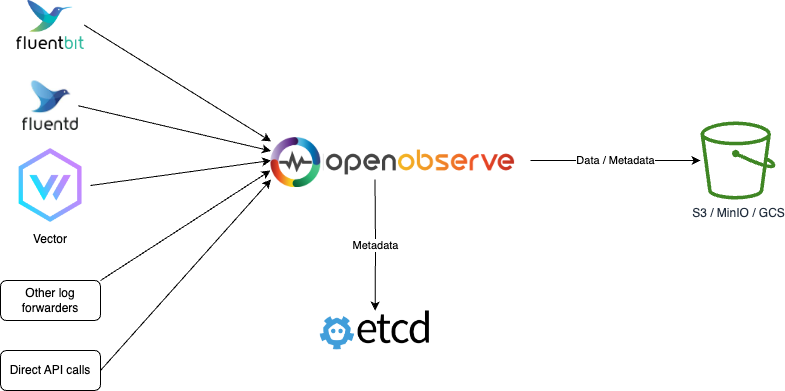 fluentbit
fluentd
Vector
Other log
forwarders
Direct API calls
openobserve
Metadata
etcd
Data / Metadata
S3 / MinIO / GCS